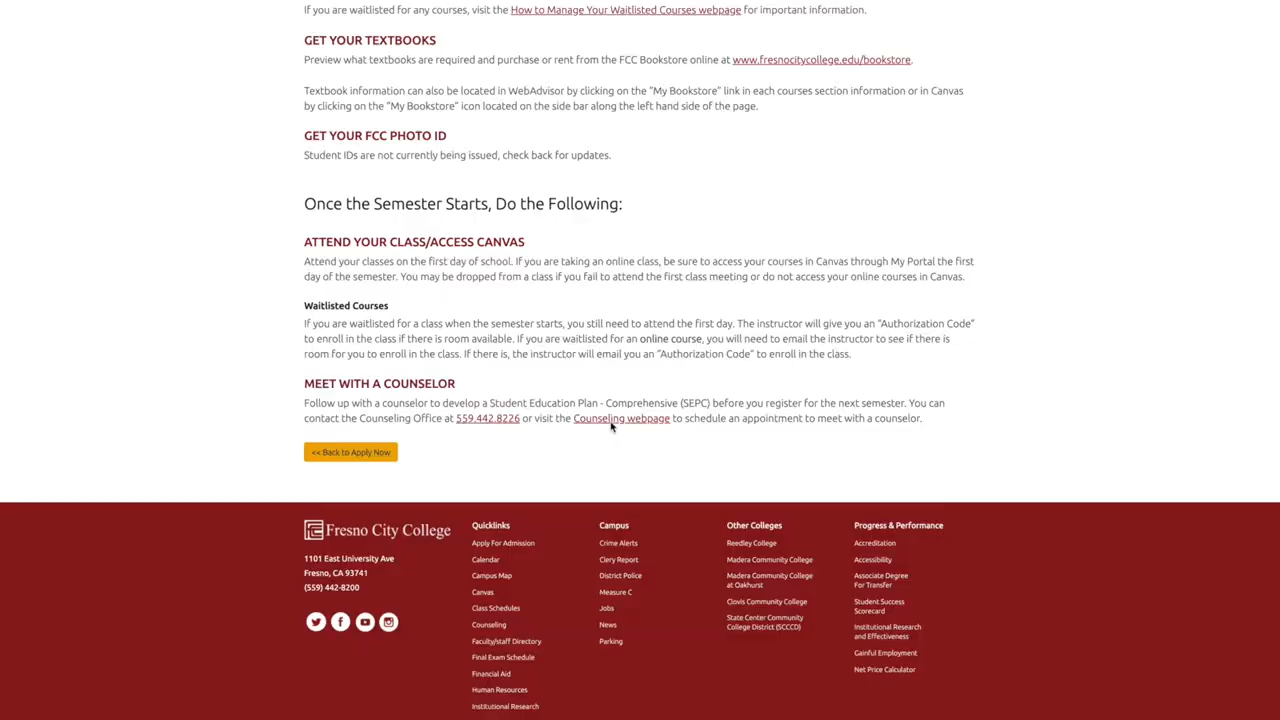 If you are waitlisted for any courses, visit the How to Manage Your Waitlisted Courses webpage for important information.
GET YOUR TEXTBOOKS
Preview what textbooks are required and purchase or rent from the FCC Bookstore online at www.fresnocitycollege.edu/bookstore.
Textbook information can also be located in WebAdvisor by clicking on the "My Bookstore" link in each courses section information or in Canvas
by clicking on the "My Bookstore" icon located on the side bar along the left hand side of the page.
GET YOUR FCC PHOTO ID
Student IDs are not currently being issued, check back for updates.
Once the Semester Starts, Do the Following:
ATTEND YOUR CLASS/ACCESS CANVAS
Attend your classes on the first day of school. If you are taking an online class, be sure to access your courses in Canvas through My Portal the first
day of the semester. You may be dropped from a class if you fail to attend the first class meeting or do not access your online courses in Canvas.
Waitlisted Courses
If you are waitlisted for a class when the semester starts, you still need to attend the first day. The instructor will give you an "Authorization Code"
to enroll in the class if there is room available. If you are waitlisted for an online course, you will need to email the instructor to see if there is
room for you to enroll in the class. If there is, the instructor will email you an "Authorization Code" to enroll in the class.
MEET WITH A COUNSELOR
Follow up with a counselor to develop a Student Education Plan - Comprehensive (SEPC) before you register for the next semester. You can
contact the Counseling Office at 559.442.8226 or visit the Counseling webpage to schedule an appointment to meet with a counselor.
<< Back to Apply Now
Fresno City College
1101 East University Ave
Fresno, CA 93741
(559) 442-8200
Quicklinks
Apply For Admission
Calendar
Campus Map
Canvas
Class Schedules
Counseling
Faculty/staff Directory
Final Exam Schedule
Financial Aid
Human Resources
Institutional Research
Campus
Crime Alerts
Clery Report
District Police
Measure C
Jobs
News
Parking
Other Colleges
Reedley College
Madera Community College
Madera Community College
at Oakhurst
Clovis Community College
State Center Community
College District (SCCCD)
Progress & Performance
Accreditation
Accessibility
Associate Degree
For Transfer
Student Success
Scorecard
Institutional Research
and Effectiveness
Gainful Employment
Net Price Calculator